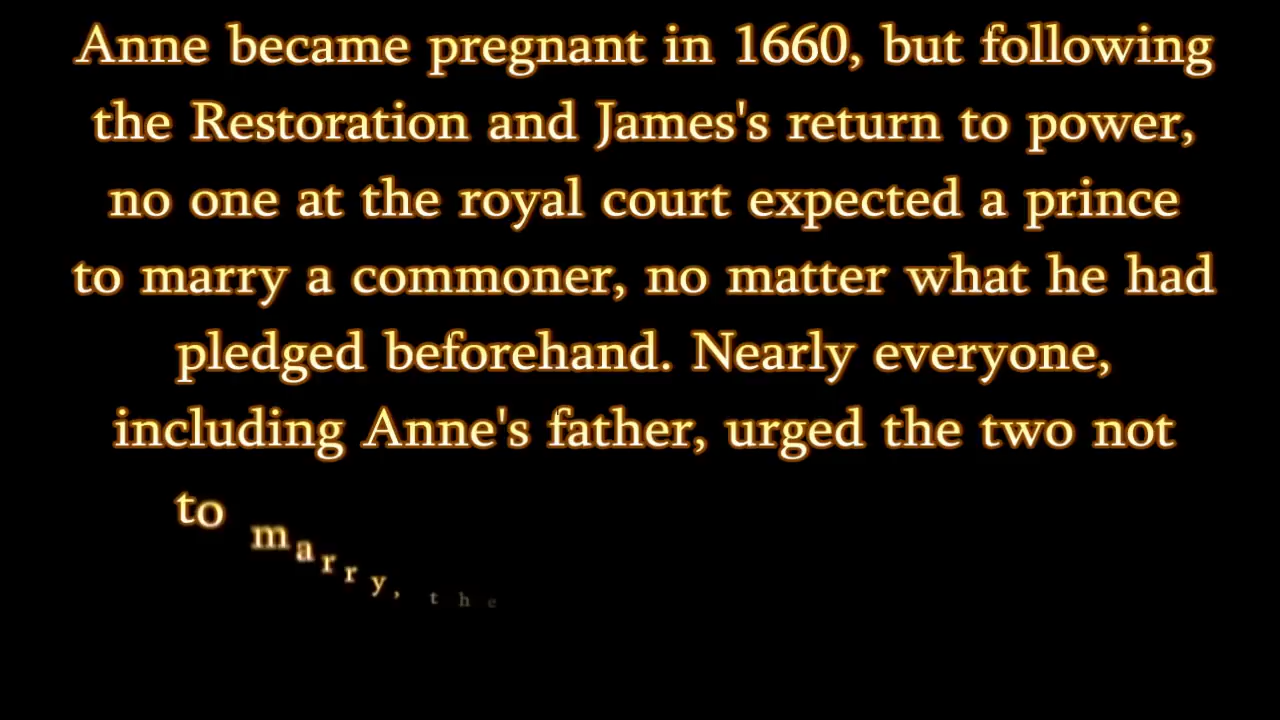 Anne became pregnant in 1660, but following
the Restoration and James's return to power,
no one at the royal court expected a prince
to marry a commoner, no matter what he had
pledged beforehand. Nearly everyone,
including Anne's father, urged the two not
to marry, the